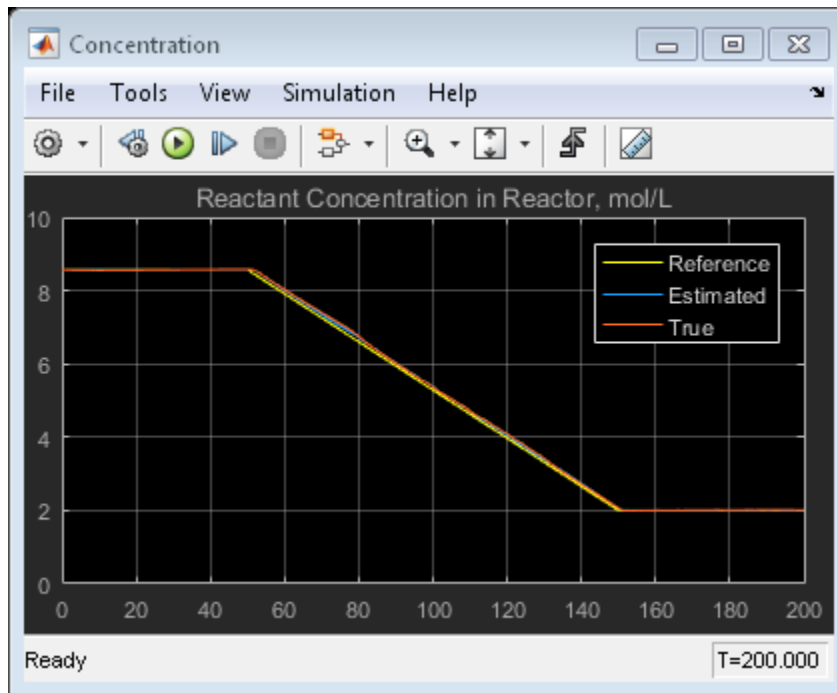 Concentration
File Tools View Simulation Help
Reactant Concentration in Reactor, mol/L
10
8
6
4
2
0
Reference
Estimated
True
0 20 40 60 80 100 120 140 160 180 200
Ready T=200.000